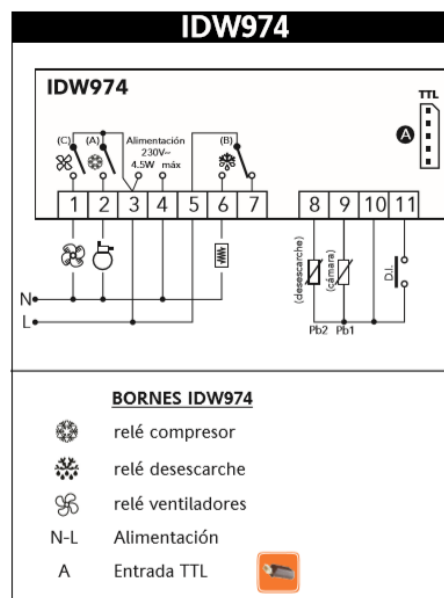 IDW974
IDW974
TTL
(C) (A) Alimentación (B)
230V~
4.5W máx
A
1 2 3 4 5 6 7 8 9 10 11
(desescarche)
(cámara)
D.I.
N
L
Pb2 Pb1
BORNES IDW974
relé compresor
relé desescarche
relé ventiladores
N-L Alimentación
A Entrada TTL